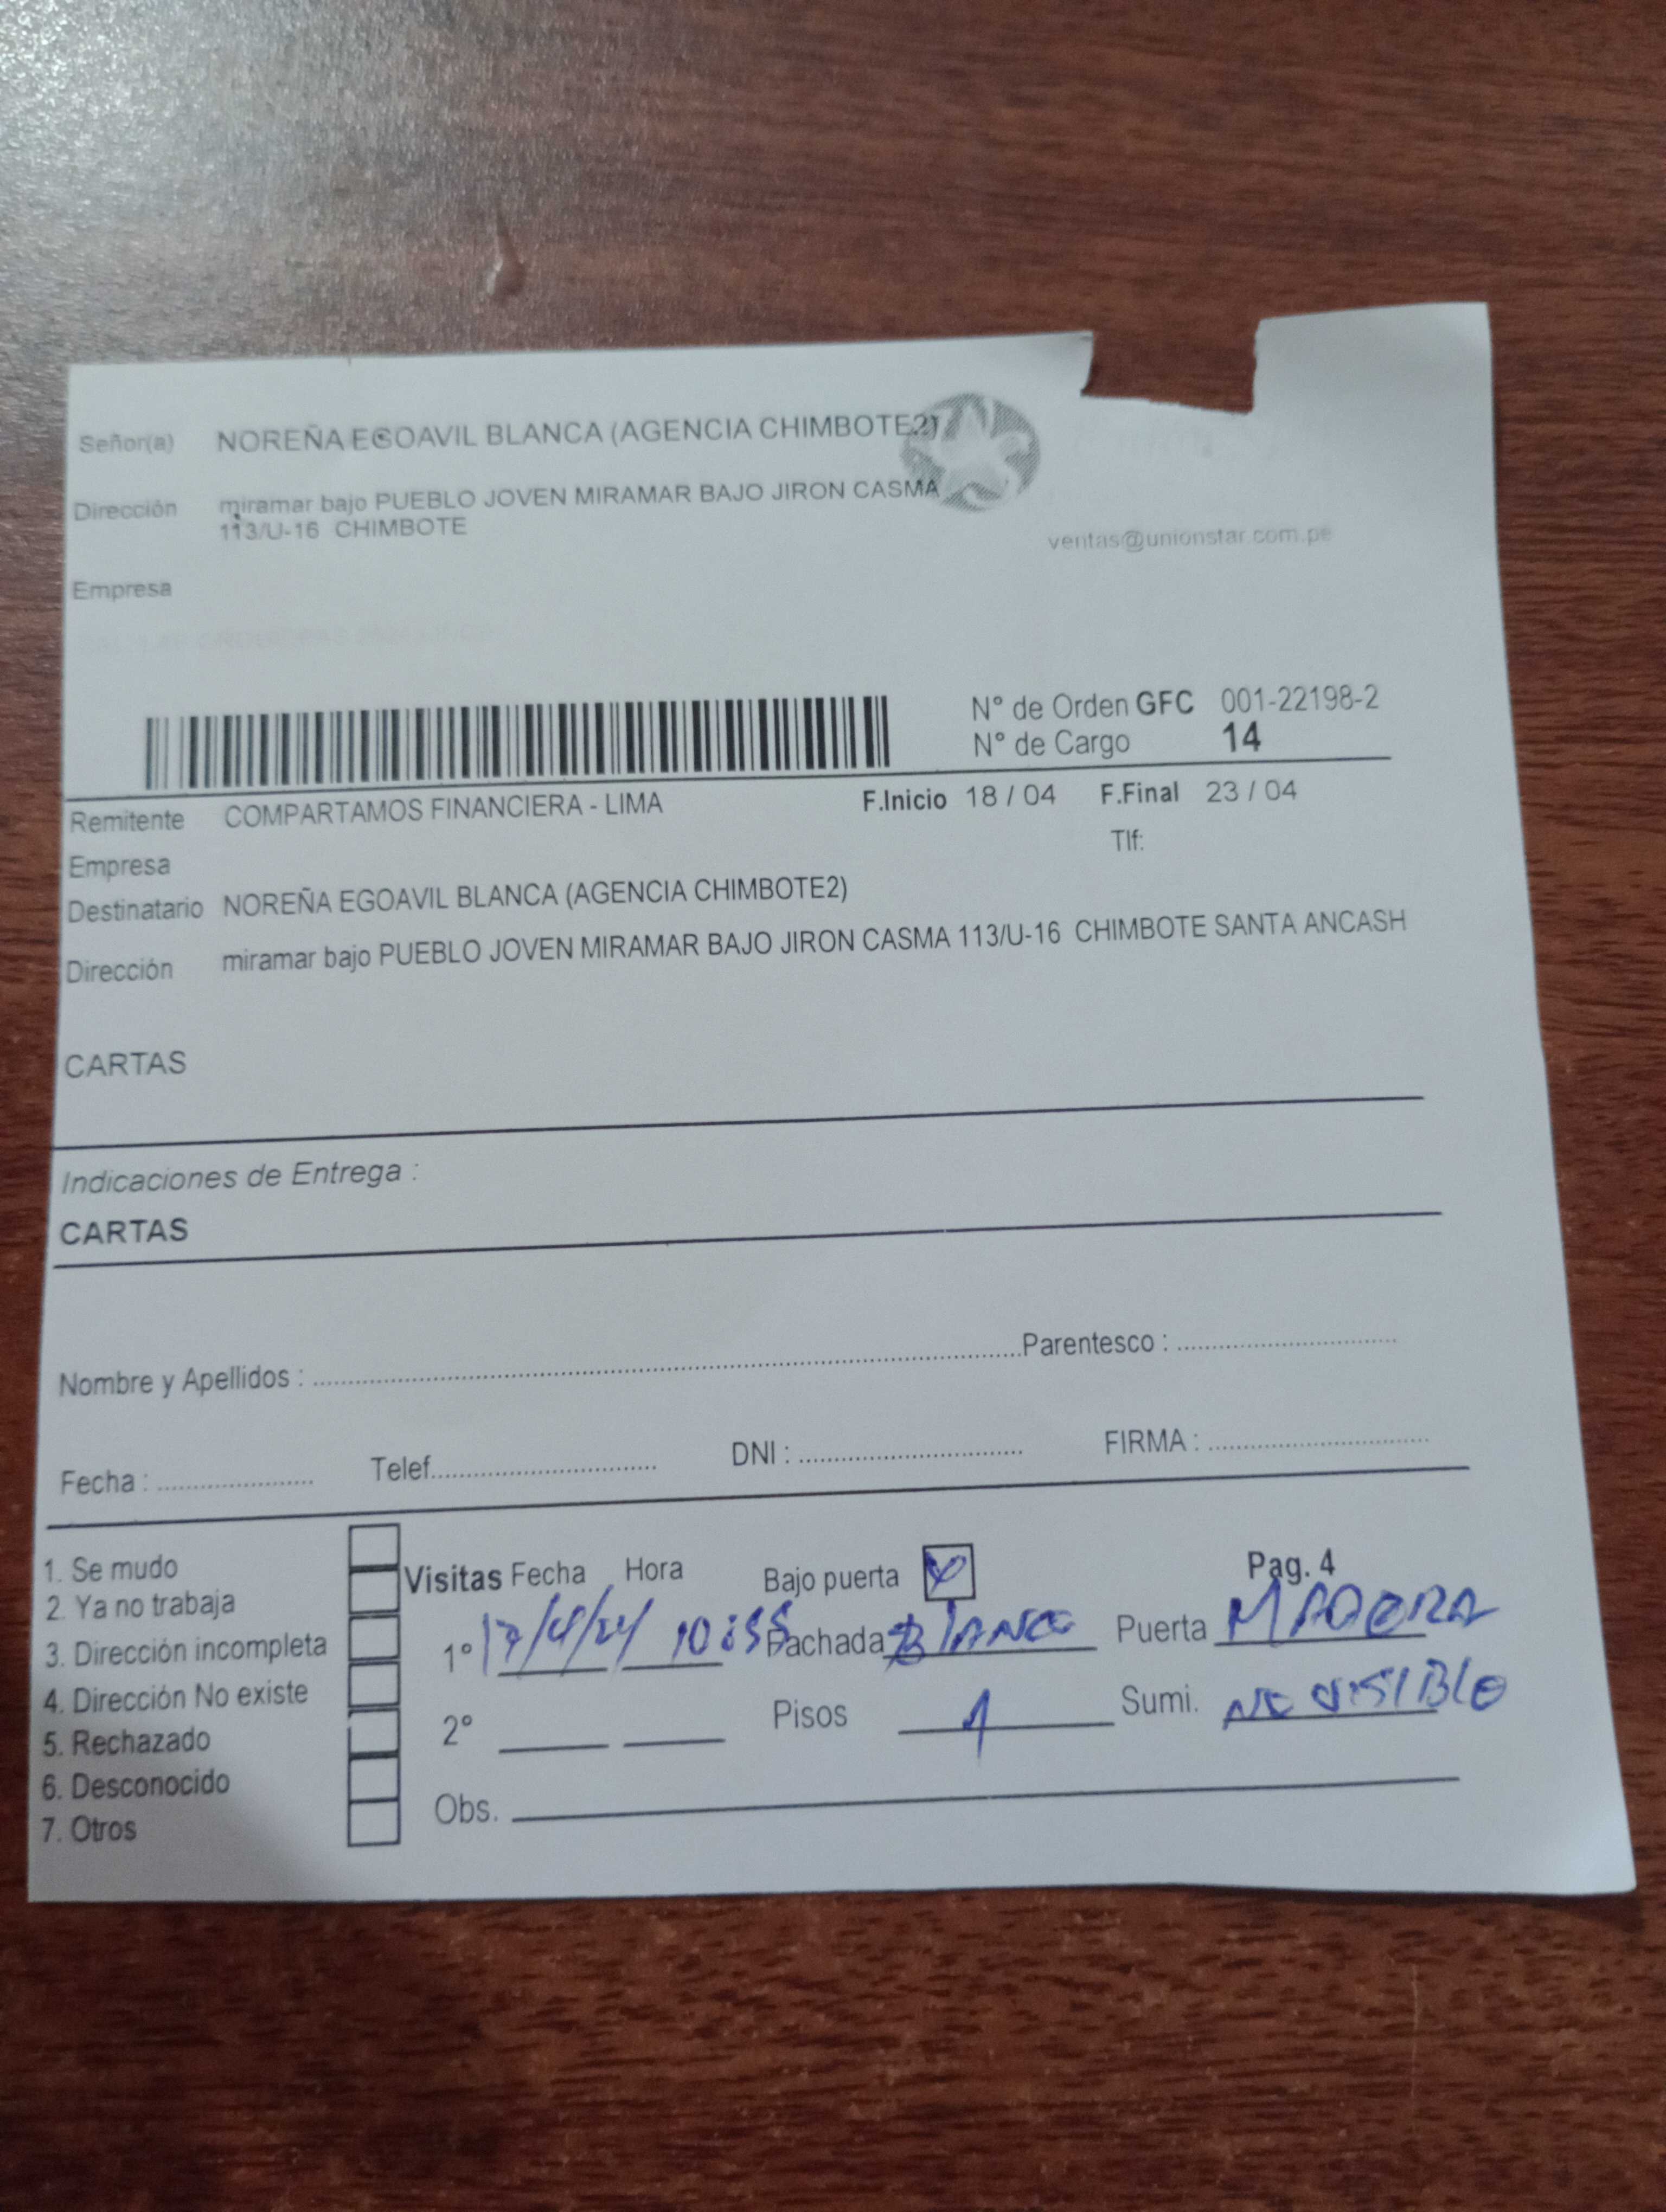 Señor(a) NOREÑA EGOAVIL BLANCA (AGENCIA CHIMBOTE2)
Dirección miramar bajo PUEBLO JOVEN MIRAMAR BAJO JIRON CASMA
113/U-16 CHIMBOTE
ventas@unionstar.com.pe
Empresa
N° de Orden GFC 001-22198-2
N° de Cargo 14
Remitente COMPARTAMOS FINANCIERA - LIMA F.Inicio 18 / 04 F.Final 23 / 04
Empresa Tlf:
Destinatario NOREÑA EGOAVIL BLANCA (AGENCIA CHIMBOTE2)
Dirección miramar bajo PUEBLO JOVEN MIRAMAR BAJO JIRON CASMA 113/U-16 CHIMBOTE SANTA ANCASH
CARTAS
Indicaciones de Entrega :
CARTAS
Nombre y Apellidos : Parentesco :
Fecha : Telef. DNI : FIRMA :
1. Se mudo
2. Ya no trabaja
3. Dirección incompleta
4. Dirección No existe
5. Rechazado
6. Desconocido
7. Otros
Visitas Fecha Hora Bajo puerta Pag. 4
1° 17/4/24 10:55 Fachada BLANCO Puerta MADERA
2° Pisos 1 Sumi. NO VISIBLE
Obs.